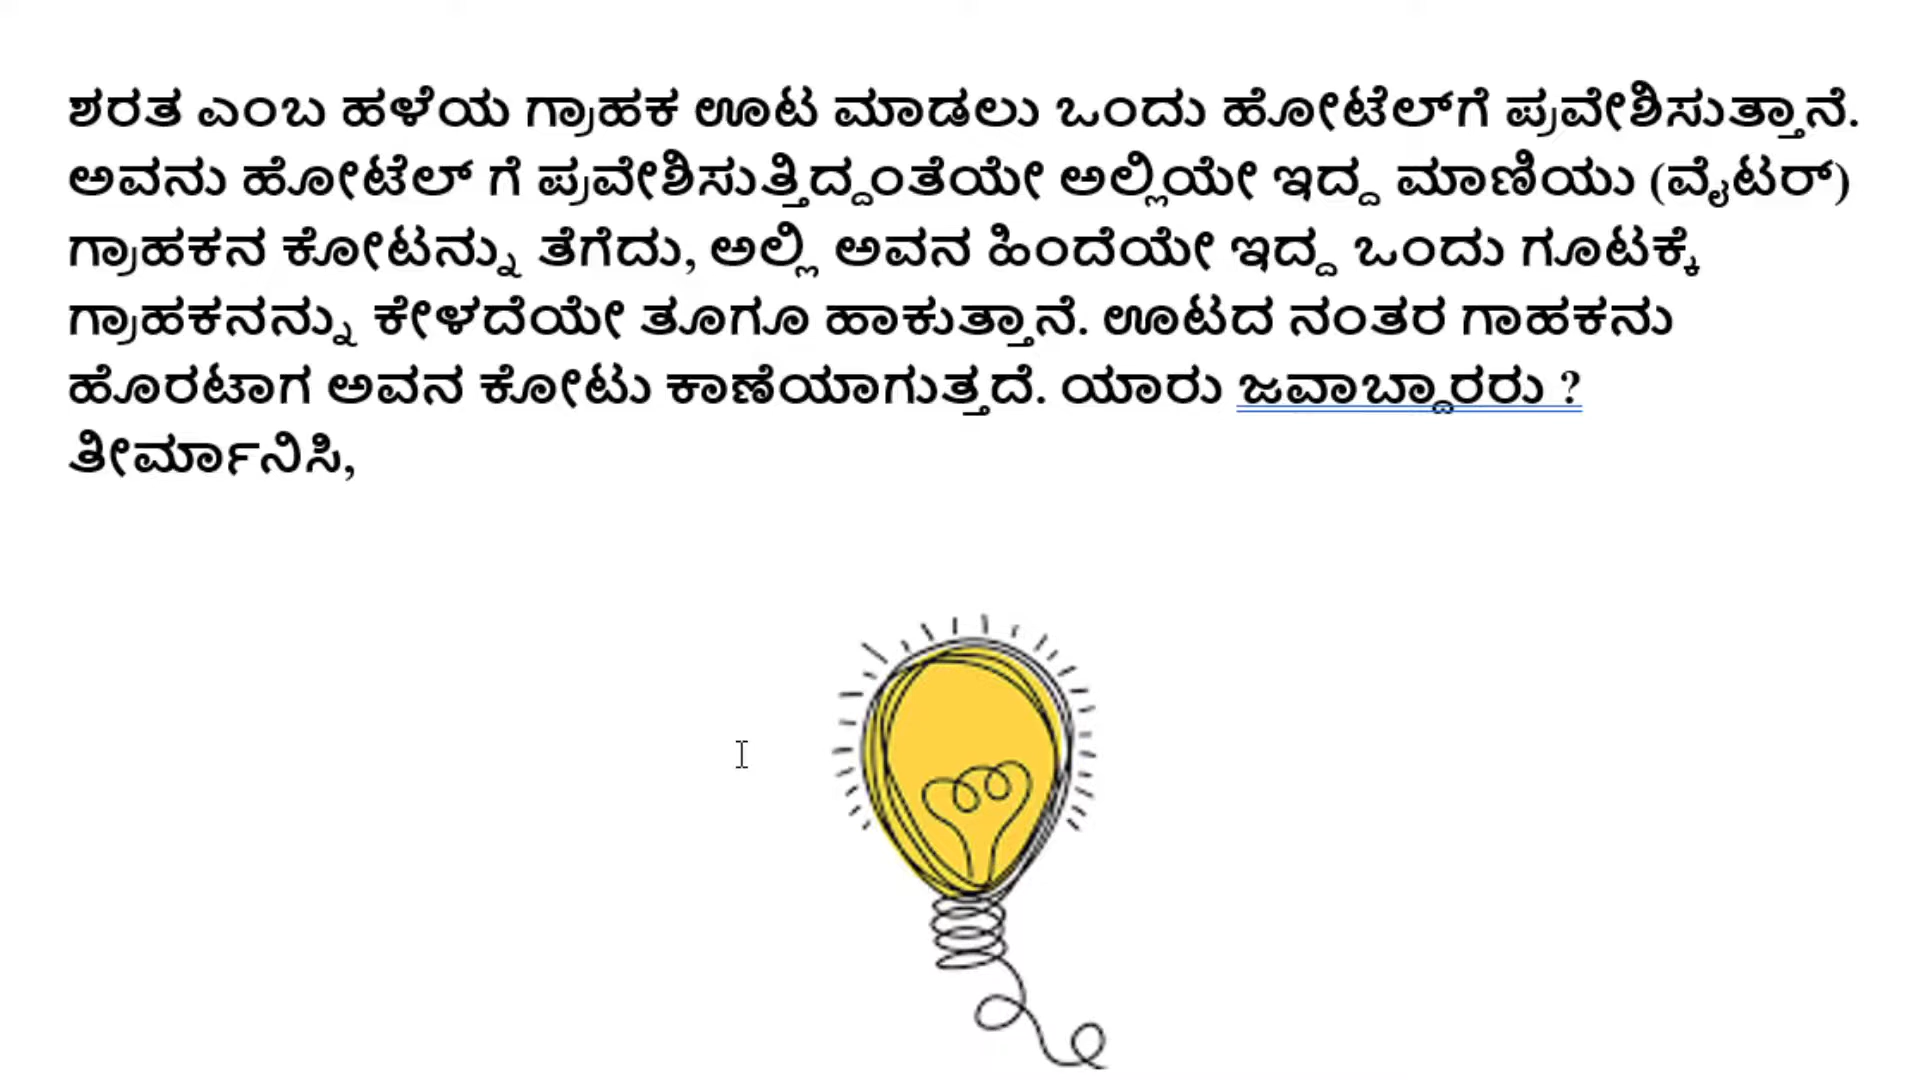 ಶರತ ಎಂಬ ಹಳೆಯ ಗ್ರಾಹಕ ಊಟ ಮಾಡಲು ಒಂದು ಹೋಟೆಲ್‌ಗೆ ಪ್ರವೇಶಿಸುತ್ತಾನೆ.
ಅವನು ಹೋಟೆಲ್ ಗೆ ಪ್ರವೇಶಿಸುತ್ತಿದ್ದಂತೆಯೇ ಅಲ್ಲಿಯೇ ಇದ್ದ ಮಾಣಿಯು (ವೈಟರ್)
ಗ್ರಾಹಕನ ಕೋಟನ್ನು ತೆಗೆದು, ಅಲ್ಲಿ ಅವನ ಹಿಂದೆಯೇ ಇದ್ದ ಒಂದು ಗೂಟಕ್ಕೆ
ಗ್ರಾಹಕನನ್ನು ಕೇಳದೆಯೇ ತೂಗೂ ಹಾಕುತ್ತಾನೆ. ಊಟದ ನಂತರ ಗಾಹಕನು
ಹೊರಟಾಗ ಅವನ ಕೋಟು ಕಾಣೆಯಾಗುತ್ತದೆ. ಯಾರು ಜವಾಬ್ದಾರರು ?
ತೀರ್ಮಾನಿಸಿ,